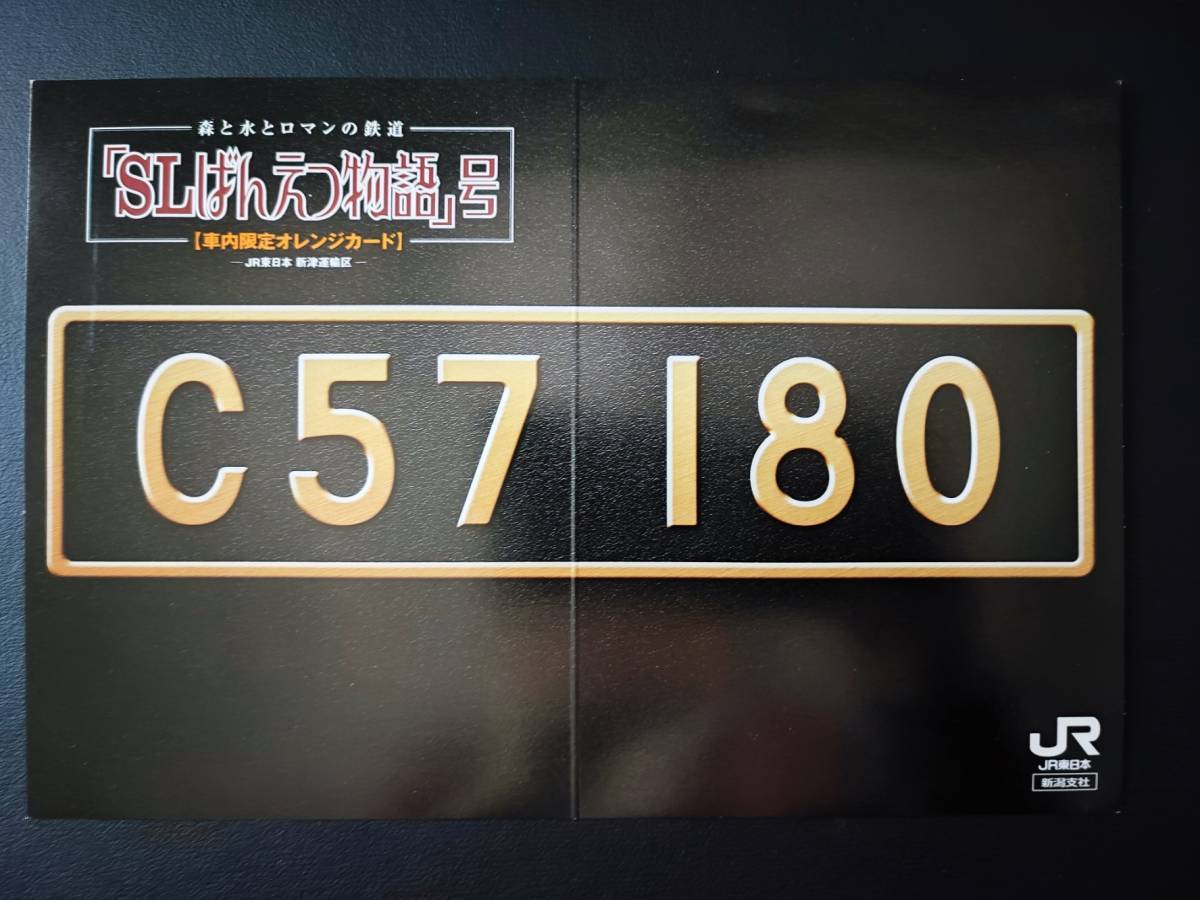 森と水とロマンの鉄道
「SLばんえつ物語」号
【車内限定オレンジカード】
JR東日本 新津運輸区
C57 180
JR
JR東日本
新潟支社